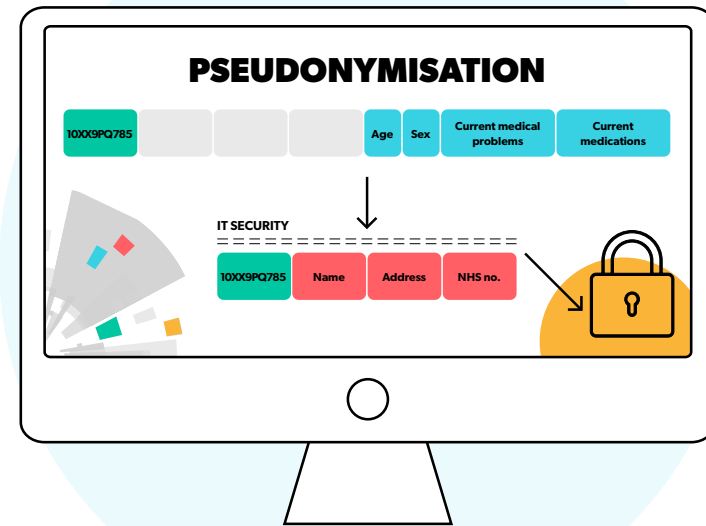 PSEUDONYMISATION
10XX9PQ785 Age Sex Current medical problems Current medications
IT SECURITY
10XX9PQ785 Name Address NHS no.